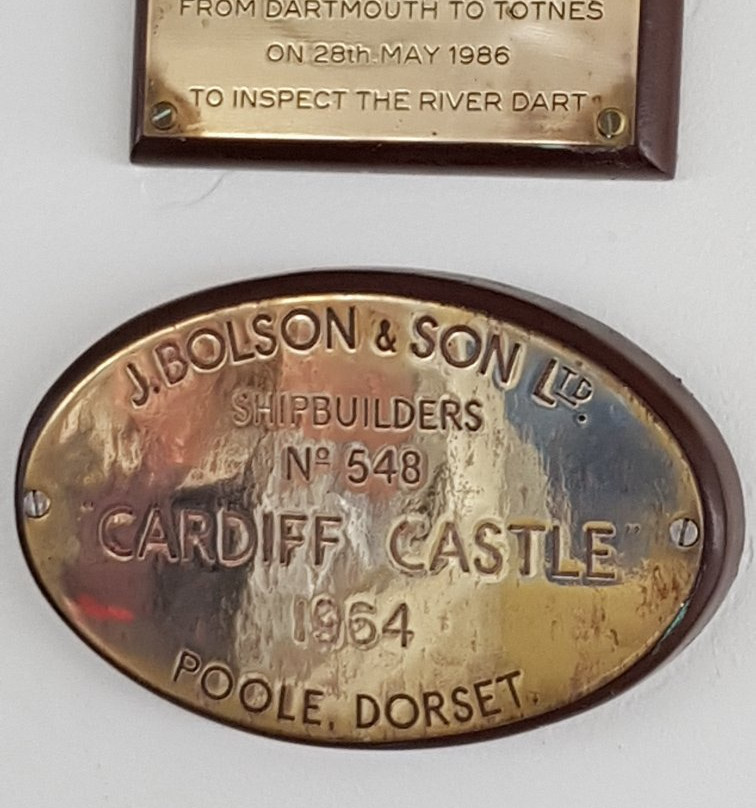 FROM DARTMOUTH TO TOTNES
ON 28th.MAY 1986
TO INSPECT THE RIVER DART
J. BOLSON & SON LTD.
SHIPBUILDERS
Nº 548
"CARDIFF CASTLE"
1964
POOLE, DORSET.